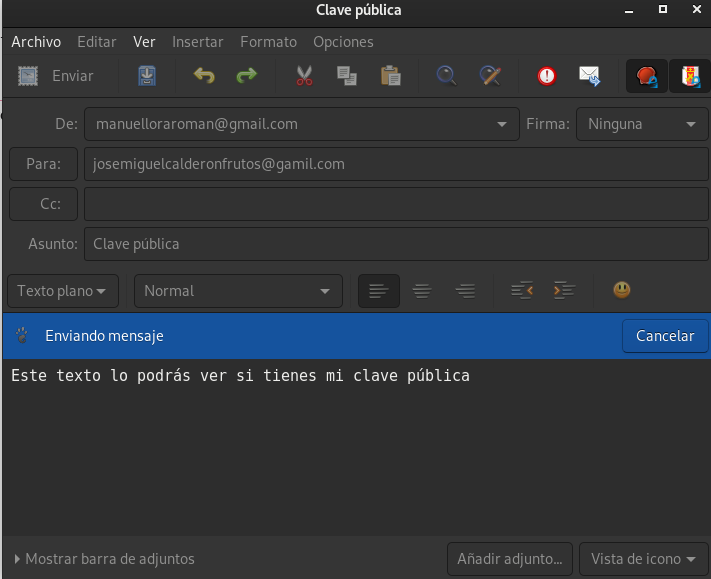 Clave pública
Archivo Editar Ver Insertar Formato Opciones
Enviar
De: manuelloraroman@gmail.com Firma: Ninguna
Para: josemiguelcalderonfrutos@gamil.com
Cc:
Asunto: Clave pública
Texto plano Normal
Enviando mensaje Cancelar
Este texto lo podrás ver si tienes mi clave pública
Mostrar barra de adjuntos Añadir adjunto... Vista de icono